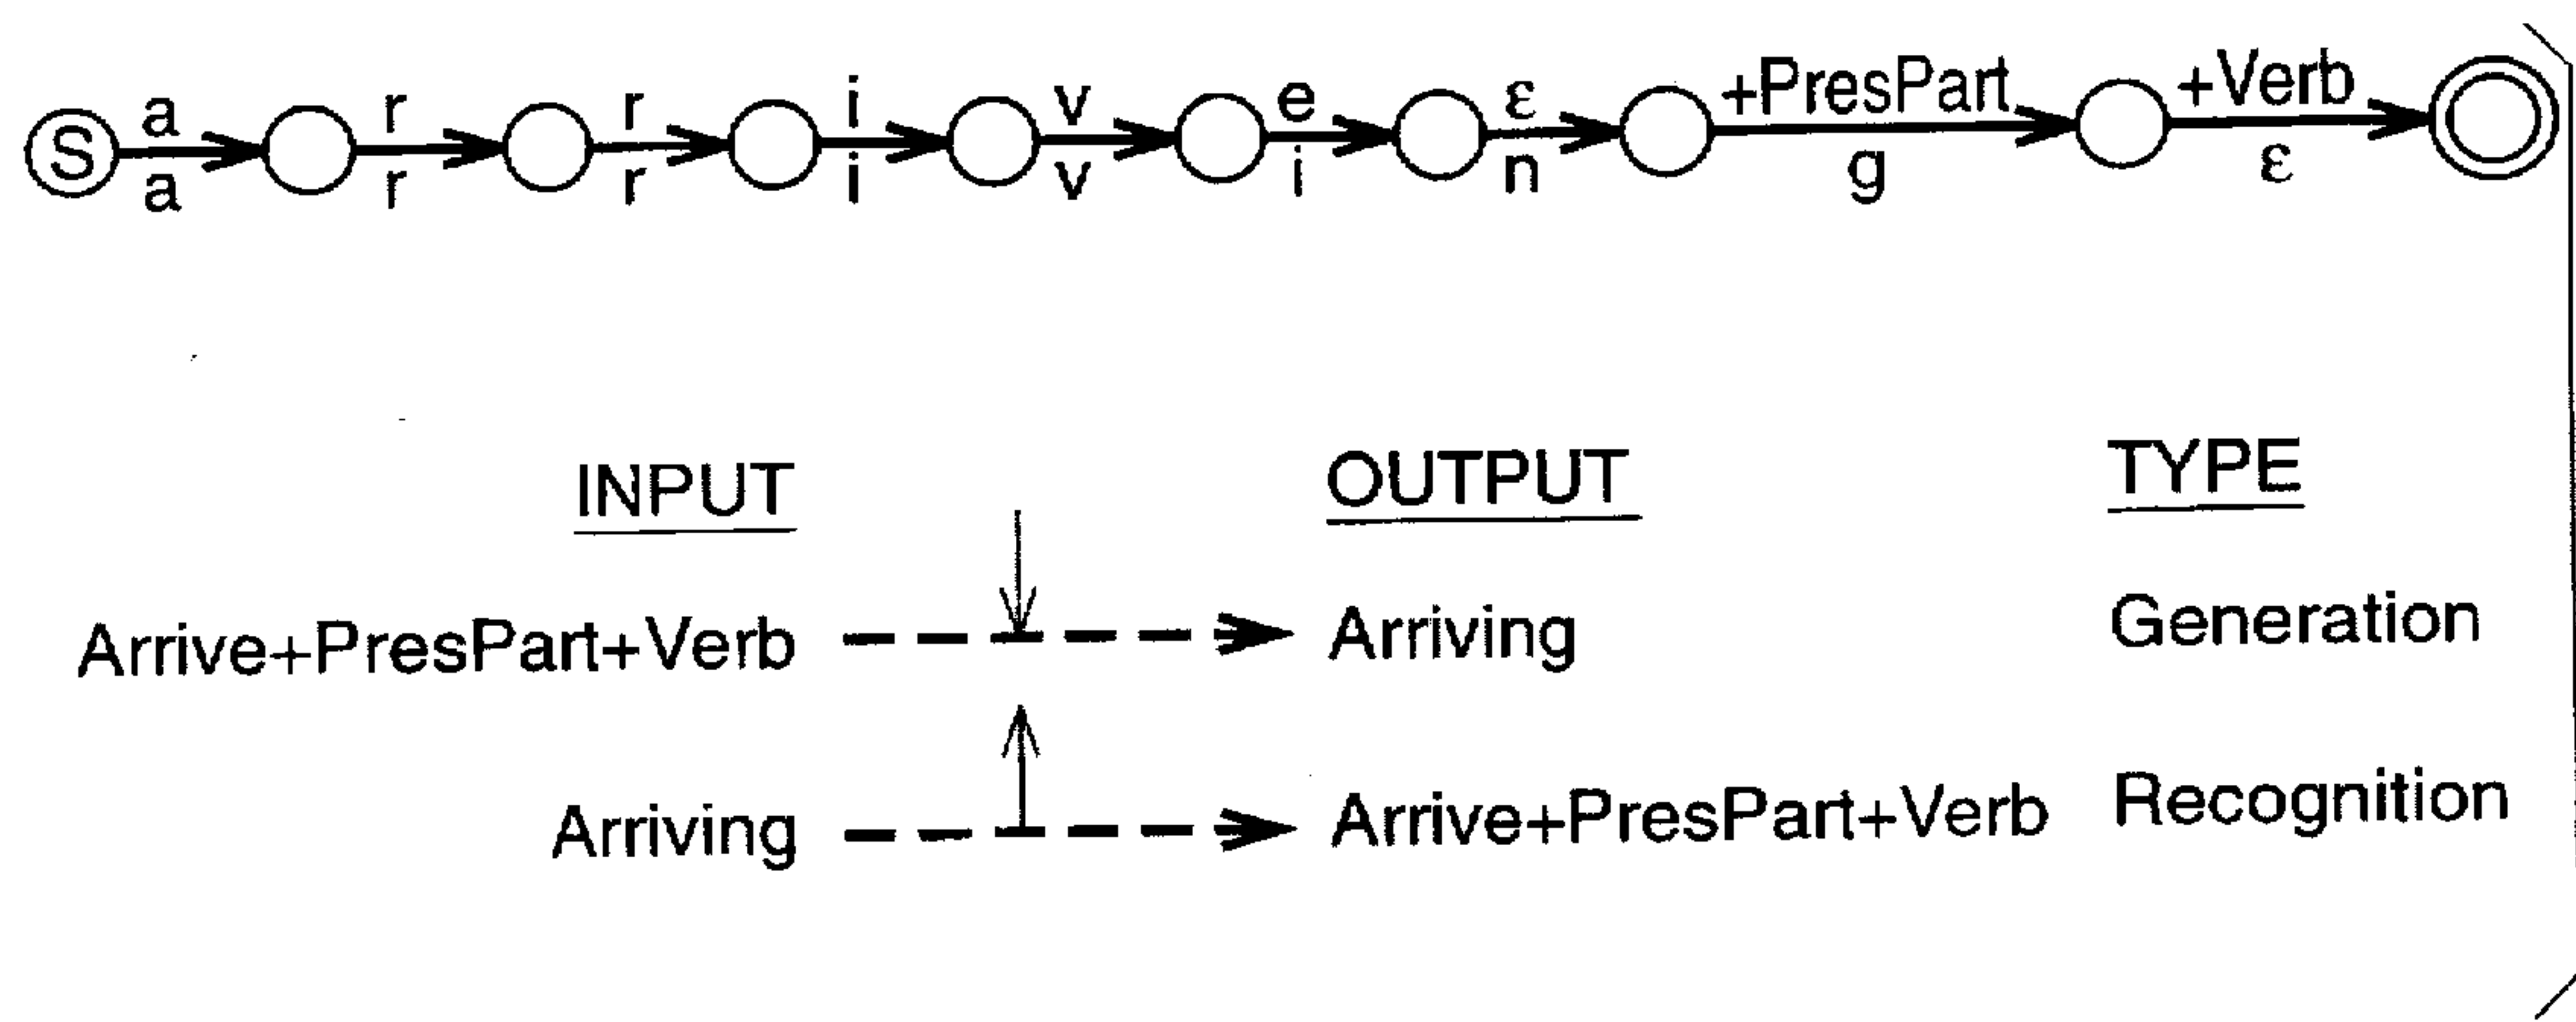 a r r i v e ε +PresPart +Verb
S
a r r i v i n g ε
INPUT OUTPUT TYPE
Arrive+PresPart+Verb Arriving Generation
Arriving Arrive+PresPart+Verb Recognition